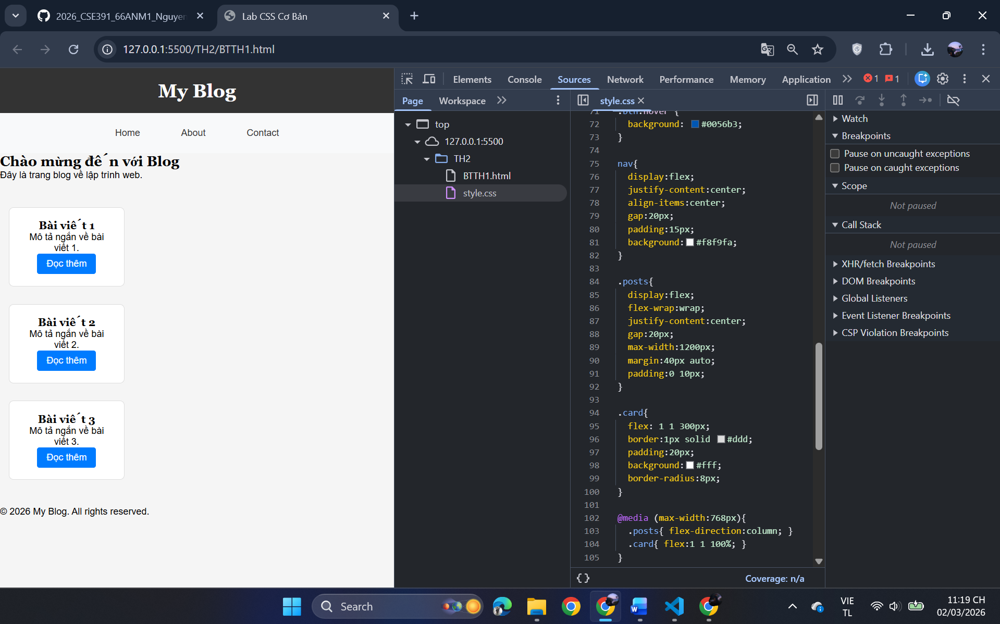 2026_CSE391_66ANM1_Nguyen
Lab CSS Cơ Bản
127.0.0.1:5500/TH2/BTTH1.html
My Blog
Home
About
Contact
Chào mừng đến với Blog
Đây là trang blog về lập trình web.
Bài viết 1
Mô tả ngắn về bài
viết 1.
Đọc thêm
Bài viết 2
Mô tả ngắn về bài
viết 2.
Đọc thêm
Bài viết 3
Mô tả ngắn về bài
viết 3.
Đọc thêm
© 2026 My Blog. All rights reserved.
Elements
Console
Sources
Network
Performance
Memory
Application
1
1
Page
Workspace
top
127.0.0.1:5500
TH2
BTTH1.html
style.css
style.css
71 .btn:hover {
72 background: #0056b3;
73 }
74
75 nav{
76 display:flex;
77 justify-content:center;
78 align-items:center;
79 gap:20px;
80 padding:15px;
81 background: #f8f9fa;
82 }
83
84 .posts{
85 display:flex;
86 flex-wrap:wrap;
87 justify-content:center;
88 gap:20px;
89 max-width:1200px;
90 margin:40px auto;
91 padding:0 10px;
92 }
93
94 .card{
95 flex: 1 1 300px;
96 border:1px solid #ddd;
97 padding:20px;
98 background: #fff;
99 border-radius:8px;
100 }
101
102 @media (max-width:768px){
103 .posts{ flex-direction:column; }
104 .card{ flex:1 1 100%; }
105 }
{}
Coverage: n/a
Watch
Breakpoints
Pause on uncaught exceptions
Pause on caught exceptions
Scope
Not paused
Call Stack
Not paused
XHR/fetch Breakpoints
DOM Breakpoints
Global Listeners
Event Listener Breakpoints
CSP Violation Breakpoints
Search
VIE
TL
11:19 CH
02/03/2026